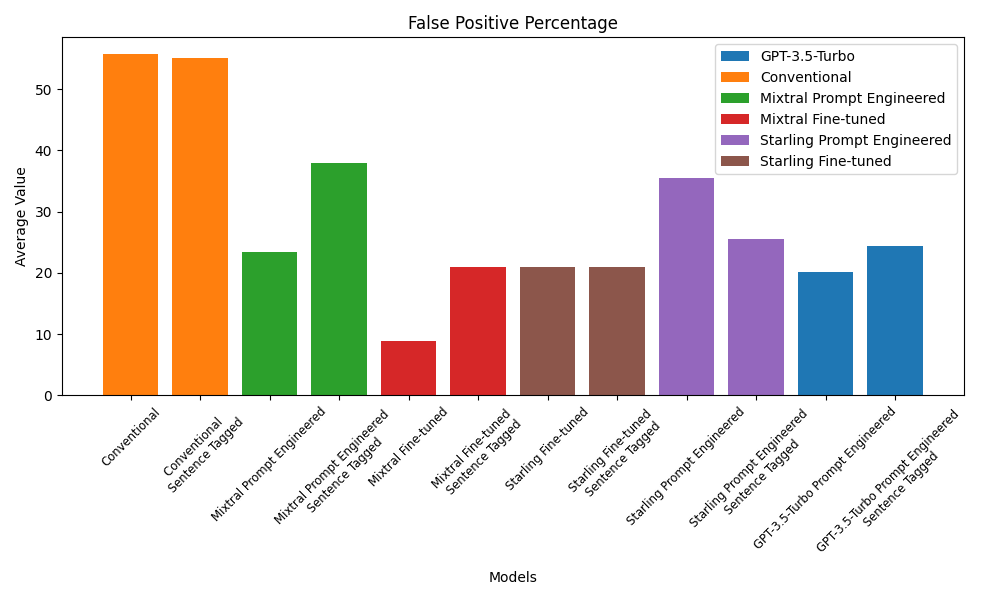 False Positive Percentage
Average Value
50
40
30
20
10
0
GPT-3.5-Turbo
Conventional
Mixtral Prompt Engineered
Mixtral Fine-tuned
Starling Prompt Engineered
Starling Fine-tuned
Conventional
Conventional
Sentence Tagged
Mixtral Prompt Engineered
Mixtral Prompt Engineered
Sentence Tagged
Mixtral Fine-tuned
Mixtral Fine-tuned
Sentence Tagged
Starling Fine-tuned
Starling Fine-tuned
Sentence Tagged
Starling Prompt Engineered
Starling Prompt Engineered
Sentence Tagged
GPT-3.5-Turbo Prompt Engineered
GPT-3.5-Turbo Prompt Engineered
Sentence Tagged
Models